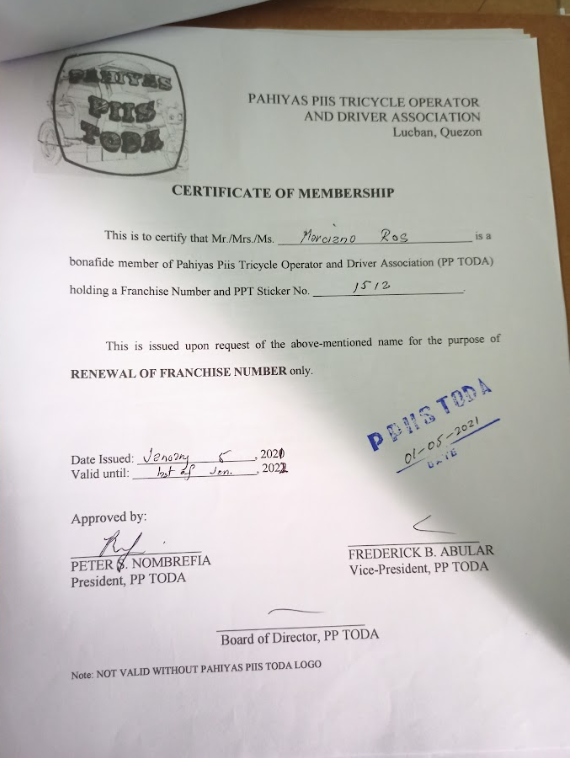 PAHIYAS
PIIS
TODA
PAHIYAS PIIS TRICYCLE OPERATOR
AND DRIVER ASSOCIATION
Lucban, Quezon
CERTIFICATE OF MEMBERSHIP
This is to certify that Mr./Mrs./Ms. Marciano Ros is a
bonafide member of Pahiyas Piis Tricycle Operator and Driver Association (PP TODA)
holding a Franchise Number and PPT Sticker No. 1512.
This is issued upon request of the above-mentioned name for the purpose of
RENEWAL OF FRANCHISE NUMBER only.
PPIIS TODA
01-05-2021
DATE
Date Issued: January 5, 2021
Valid until: of Jan., 2022
Approved by:
PETER S. NOMBREFIA
President, PP TODA
FREDERICK B. ABULAR
Vice-President, PP TODA
Board of Director, PP TODA
Note: NOT VALID WITHOUT PAHIYAS PIIS TODA LOGO